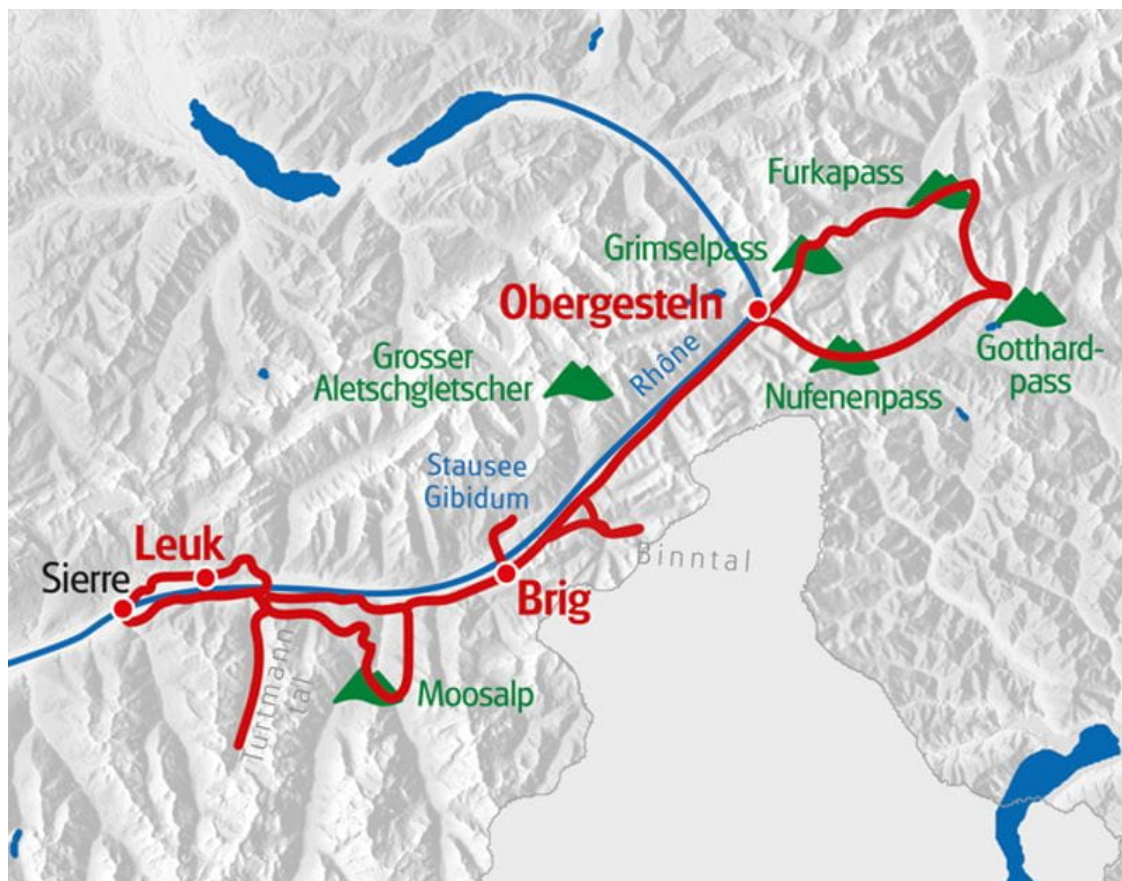 Furkapass
Grimselpass
Obergesteln
Gotthard-
pass
Nufenenpass
Grosser
Aletschgletscher
Rhône
Stausee
Gibidum
Binntal
Leuk
Sierre
Brig
Turtmann
tal
Moosalp